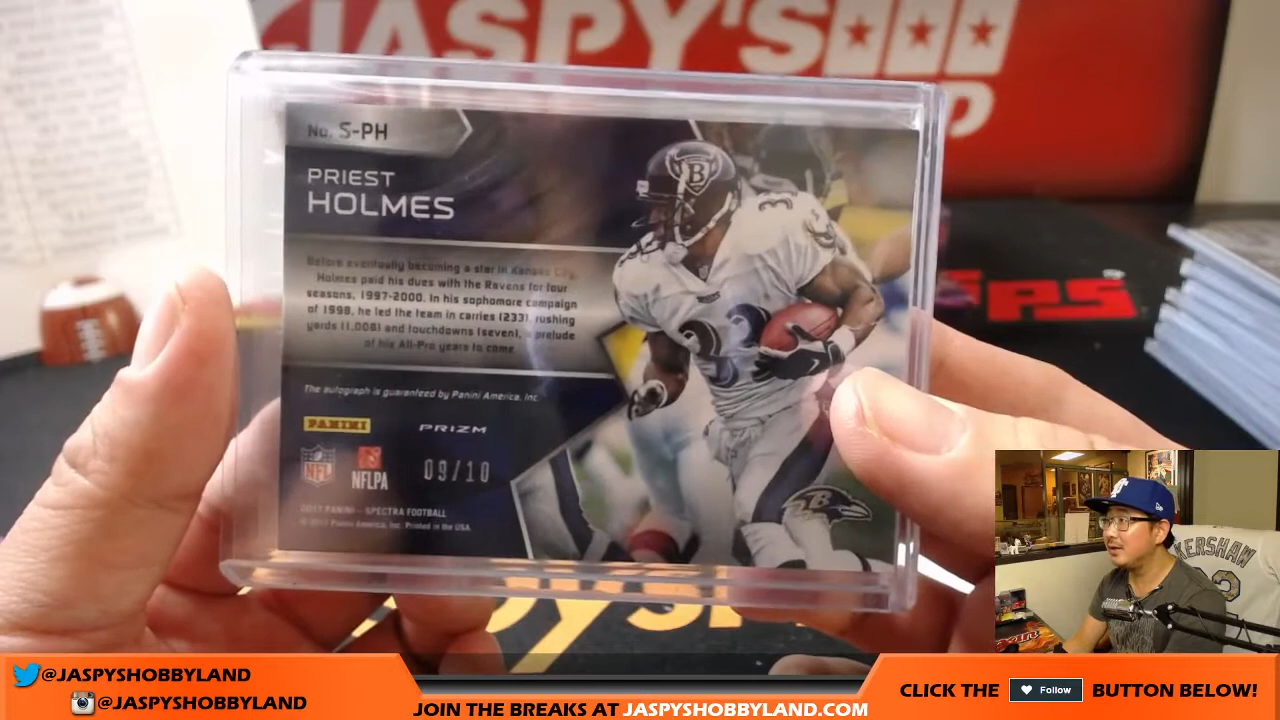 JASPY'S
No. S-PH
PRIEST
HOLMES
Before eventually becoming a star in Kansas City,
Holmes paid his dues with the Ravens for four
seasons, 1997-2000. In his sophomore campaign
of 1998, he led the team in carries (233), rushing
yards (1,008) and touchdowns (seven), a prelude
of his All-Pro years to come
The autograph is guaranteed by Panini America, Inc.
PANINI
PRIZM
NFL
NFLPA
09/10
2017 PANINI - SPECTRA FOOTBALL
© 2017 Panini America, Inc. Printed in the USA.
B
33
B
KERSHAW
@JASPYSHOBBYLAND
@JASPYSHOBBYLAND
JOIN THE BREAKS AT JASPYSHOBBYLAND.COM
CLICK THE Follow BUTTON BELOW!